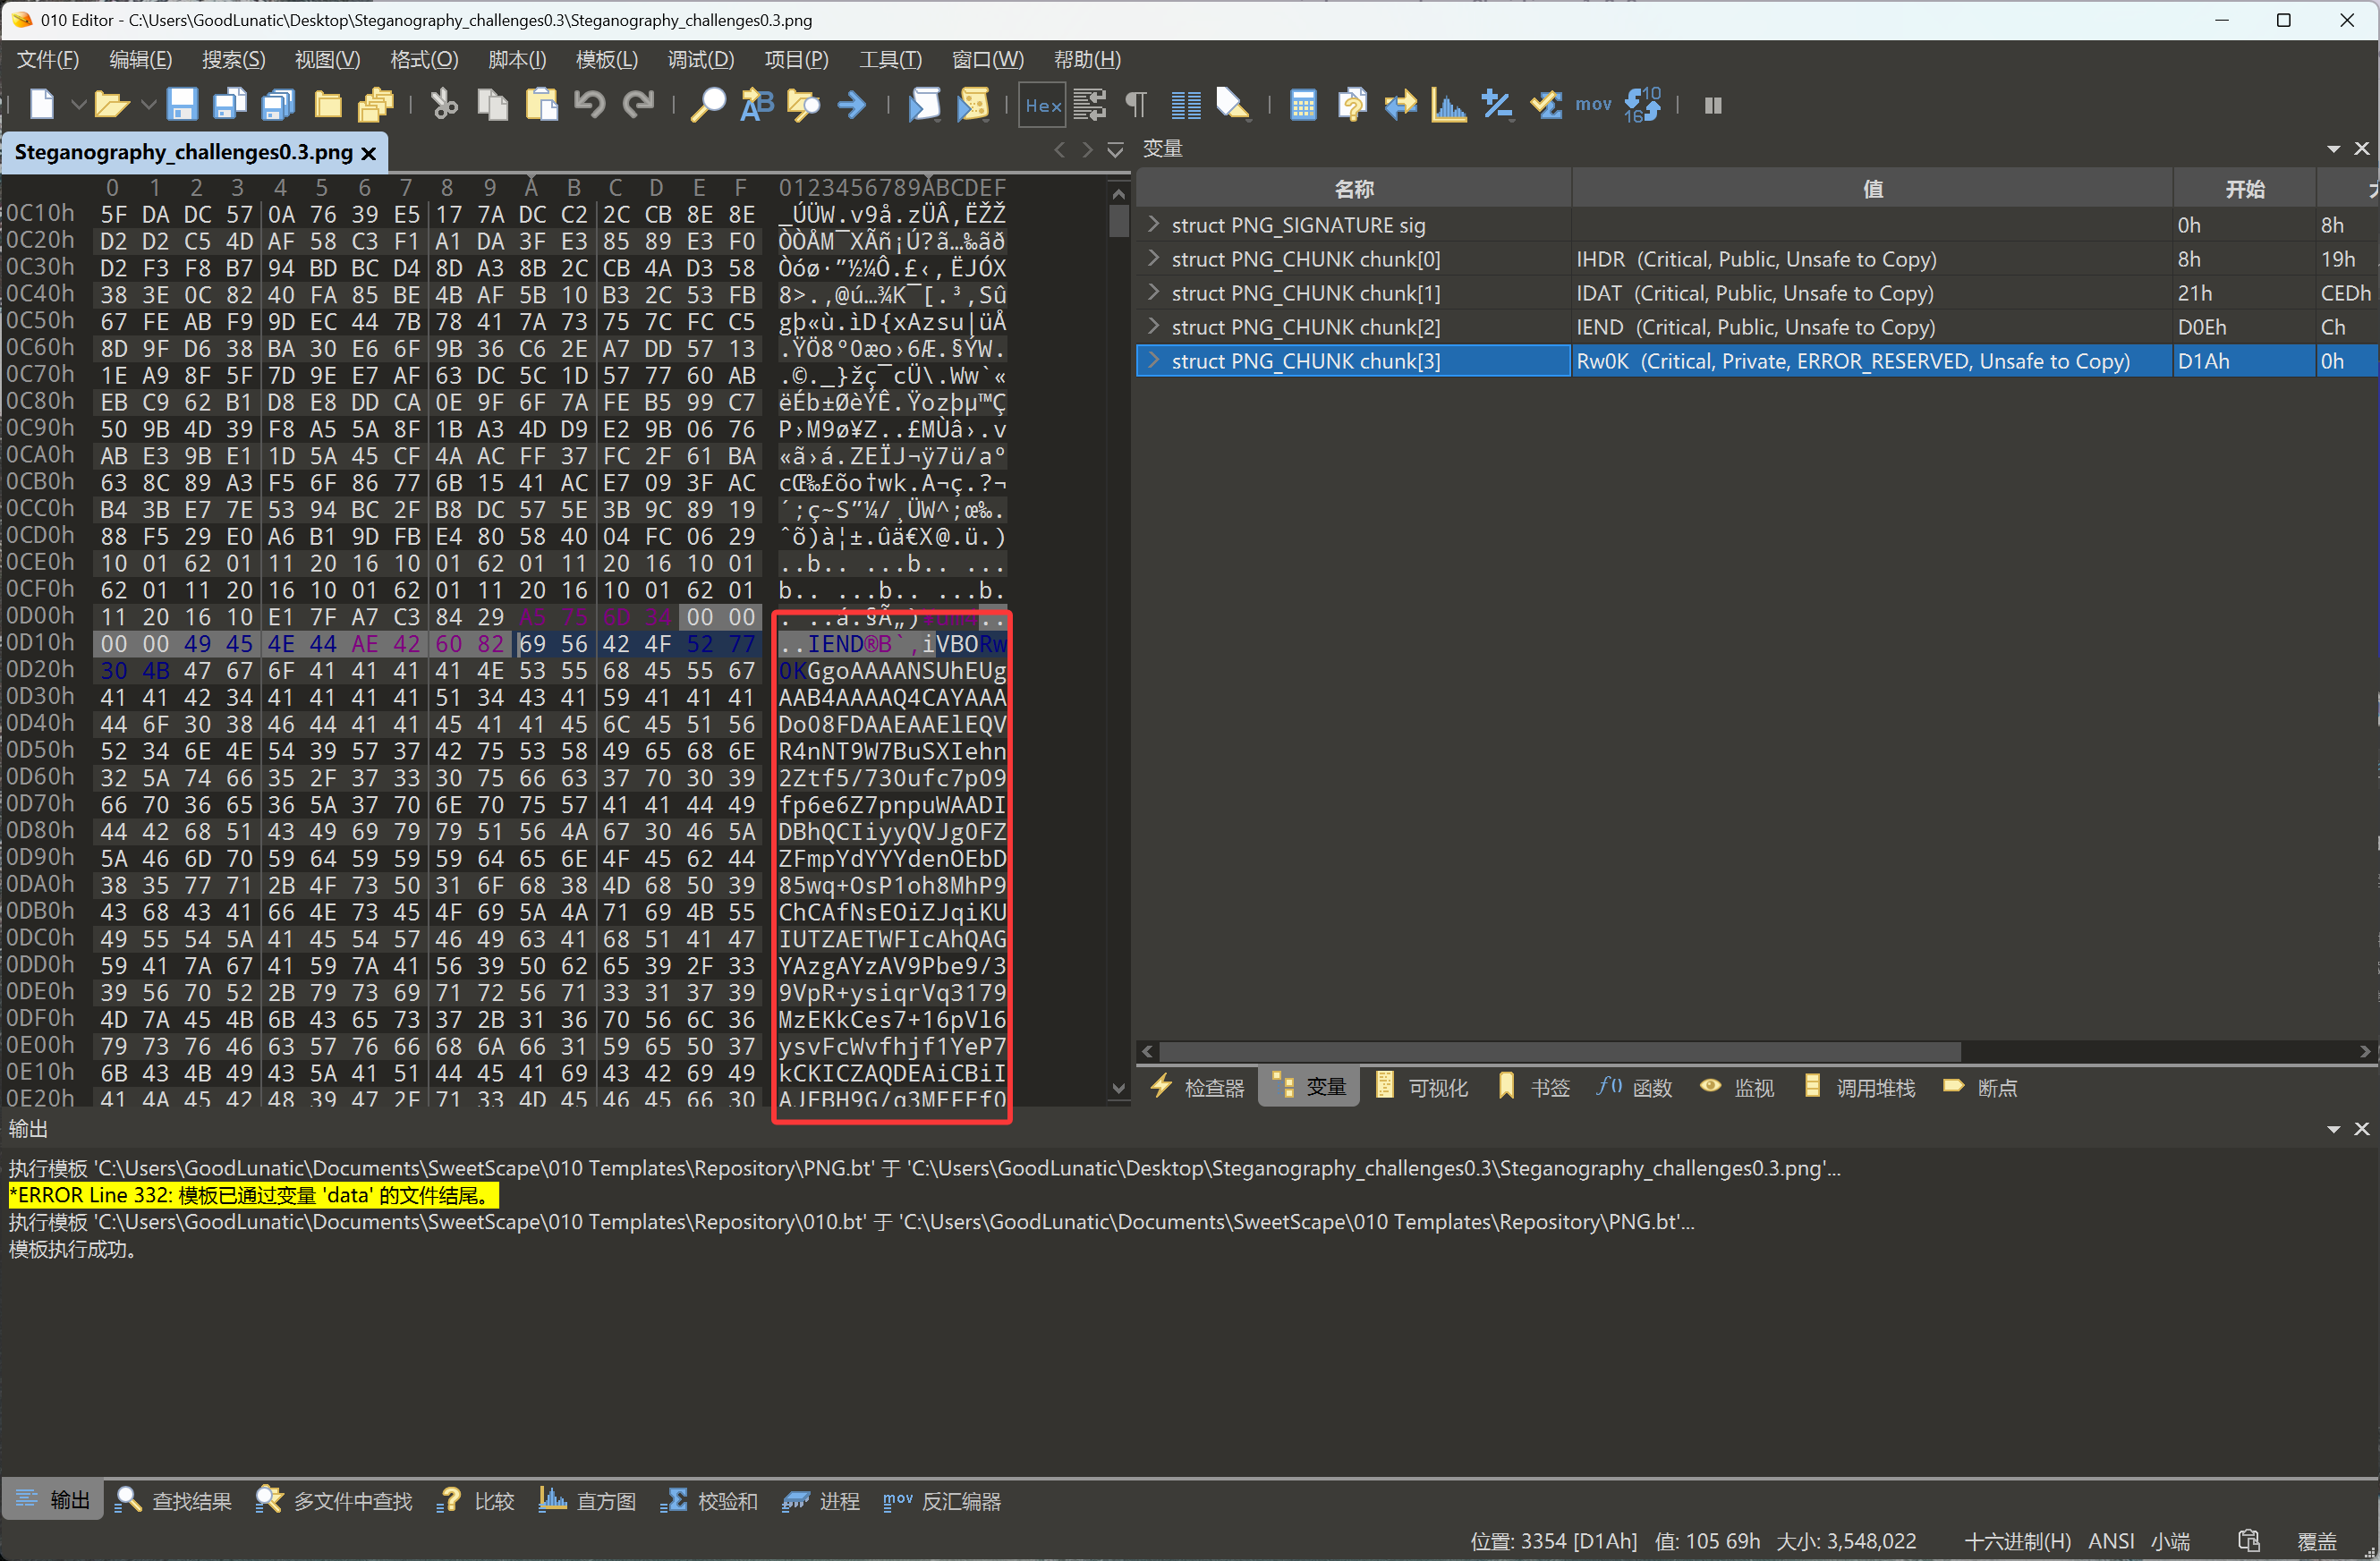 010 Editor - C:\Users\GoodLunatic\Desktop\Steganography_challenges0.3\Steganography_challenges0.3.png
文件(F) 编辑(E) 搜索(S) 视图(V) 格式(O) 脚本(I) 模板(L) 调试(D) 项目(P) 工具(T) 窗口(W) 帮助(H)
Hex mov 10 16
Steganography_challenges0.3.png
变量
0 1 2 3 4 5 6 7 8 9 A B C D E F 0123456789ABCDEF
0C10h 5F DA DC 57 0A 76 39 E5 17 7A DC C2 2C CB 8E 8E _ÚÜW.v9å.zÜÂ,ËŽŽ
0C20h D2 D2 C5 4D AF 58 C3 F1 A1 DA 3F E3 85 89 E3 F0 ÒÒÅM¯XÃñ¡Ú?ã…‰ãð
0C30h D2 F3 F8 B7 94 BD BC D4 8D A3 8B 2C CB 4A D3 58 Òóø·”½¼Ô.£‹,ËJÓX
0C40h 38 3E 0C 82 40 FA 85 BE 4B AF 5B 10 B3 2C 53 FB 8>.‚@ú…¾K¯[.³,Sû
0C50h 67 FE AB F9 9D EC 44 7B 78 41 7A 73 75 7C FC C5 gþ«ù.ìD{xAzsu|üÅ
0C60h 8D 9F D6 38 BA 30 E6 6F 9B 36 C6 2E A7 DD 57 13 .ŸÖ8º0æo›6Æ.§ÝW.
0C70h 1E A9 8F 5F 7D 9E E7 AF 63 DC 5C 1D 57 77 60 AB .©._}žç¯cÜ\.Ww`«
0C80h EB C9 62 B1 D8 E8 DD CA 0E 9F 6F 7A FE B5 99 C7 ëÉb±ØèÝÊ.Ÿozþµ™Ç
0C90h 50 9B 4D 39 F8 A5 5A 8F 1B A3 4D D9 E2 9B 06 76 P›M9ø¥Z..£MÙâ›.v
0CA0h AB E3 9B E1 1D 5A 45 CF 4A AC FF 37 FC 2F 61 BA «ã›á.ZEÏJ¬ÿ7ü/aº
0CB0h 63 8C 89 A3 F5 6F 86 77 6B 15 41 AC E7 09 3F AC cŒ‰£õo†wk.A¬ç.?¬
0CC0h B4 3B E7 7E 53 94 BC 2F B8 DC 57 5E 3B 9C 89 19 ´;ç~S”¼/¸ÜW^;œ‰.
0CD0h 88 F5 29 E0 A6 B1 9D FB E4 80 58 40 04 FC 06 29 ˆõ)à¦±.ûä€X@.ü.)
0CE0h 10 01 62 01 11 20 16 10 01 62 01 11 20 16 10 01 ..b.. ...b.. ...
0CF0h 62 01 11 20 16 10 01 62 01 11 20 16 10 01 62 01 b.. ...b.. ...b.
0D00h 11 20 16 10 E1 7F A7 C3 84 29 A5 75 6D 34 00 00 . ..á.§Ã„)¥um4..
0D10h 00 00 49 45 4E 44 AE 42 60 82 69 56 42 4F 52 77 ..IEND®B`‚iVBORw
0D20h 30 4B 47 67 6F 41 41 41 41 4E 53 55 68 45 55 67 0KGgoAAAANSUhEUg
0D30h 41 41 42 34 41 41 41 41 51 34 43 41 59 41 41 41 AAB4AAAAQ4CAYAAA
0D40h 44 6F 30 38 46 44 41 41 45 41 41 45 6C 45 51 56 Do08FDAAEAAElEQV
0D50h 52 34 6E 4E 54 39 57 37 42 75 53 58 49 65 68 6E R4nNT9W7BuSXIehn
0D60h 32 5A 74 66 35 2F 37 33 30 75 66 63 37 70 30 39 2Ztf5/730ufc7p09
0D70h 66 70 36 65 36 5A 37 70 6E 70 75 57 41 41 44 49 fp6e6Z7pnpuWAADI
0D80h 44 42 68 51 43 49 69 79 79 51 56 4A 67 30 46 5A DBhQCIiyyQVJg0FZ
0D90h 5A 46 6D 70 59 64 59 59 59 64 65 6E 4F 45 62 44 ZFmpYdYYYdenOEbD
0DA0h 38 35 77 71 2B 4F 73 50 31 6F 68 38 4D 68 50 39 85wq+OsP1oh8MhP9
0DB0h 43 68 43 41 66 4E 73 45 4F 69 5A 4A 71 69 4B 55 ChCAfNsEOiZJqiKU
0DC0h 49 55 54 5A 41 45 54 57 46 49 63 41 68 51 41 47 IUTZAETWFIcAhQAG
0DD0h 59 41 7A 67 41 59 7A 41 56 39 50 62 65 39 2F 33 YAzgAYzAV9Pbe9/3
0DE0h 39 56 70 52 2B 79 73 69 71 72 56 71 33 31 37 39 9VpR+ysiqrVq3179
0DF0h 4D 7A 45 4B 6B 43 65 73 37 2B 31 36 70 56 6C 36 MzEKkCes7+16pVl6
0E00h 79 73 76 46 63 57 76 66 68 6A 66 31 59 65 50 37 ysvFcWvfhjf1YeP7
0E10h 6B 43 4B 49 43 5A 41 51 44 45 41 69 43 42 69 49 kCKICZAQDEAiCBiI
0E20h 41 4A 45 42 48 39 47 2F 71 33 4D 45 46 45 66 30 AJEBH9G/q3MEFEf0
名称 值 开始
struct PNG_SIGNATURE sig 0h 8h
struct PNG_CHUNK chunk[0] IHDR (Critical, Public, Unsafe to Copy) 8h 19h
struct PNG_CHUNK chunk[1] IDAT (Critical, Public, Unsafe to Copy) 21h CEDh
struct PNG_CHUNK chunk[2] IEND (Critical, Public, Unsafe to Copy) D0Eh Ch
struct PNG_CHUNK chunk[3] Rw0K (Critical, Private, ERROR_RESERVED, Unsafe to Copy) D1Ah 0h
检查器 变量 可视化 书签 函数 监视 调用堆栈 断点
输出
执行模板 'C:\Users\GoodLunatic\Documents\SweetScape\010 Templates\Repository\PNG.bt' 于 'C:\Users\GoodLunatic\Desktop\Steganography_challenges0.3\Steganography_challenges0.3.png'...
*ERROR Line 332: 模板已通过变量 'data' 的文件结尾。
执行模板 'C:\Users\GoodLunatic\Documents\SweetScape\010 Templates\Repository\010.bt' 于 'C:\Users\GoodLunatic\Documents\SweetScape\010 Templates\Repository\PNG.bt'...
模板执行成功。
输出 查找结果 多文件中查找 比较 直方图 校验和 进程 mov 反汇编器
位置: 3354 [D1Ah] 值: 105 69h 大小: 3,548,022 十六进制(H) ANSI 小端 覆盖